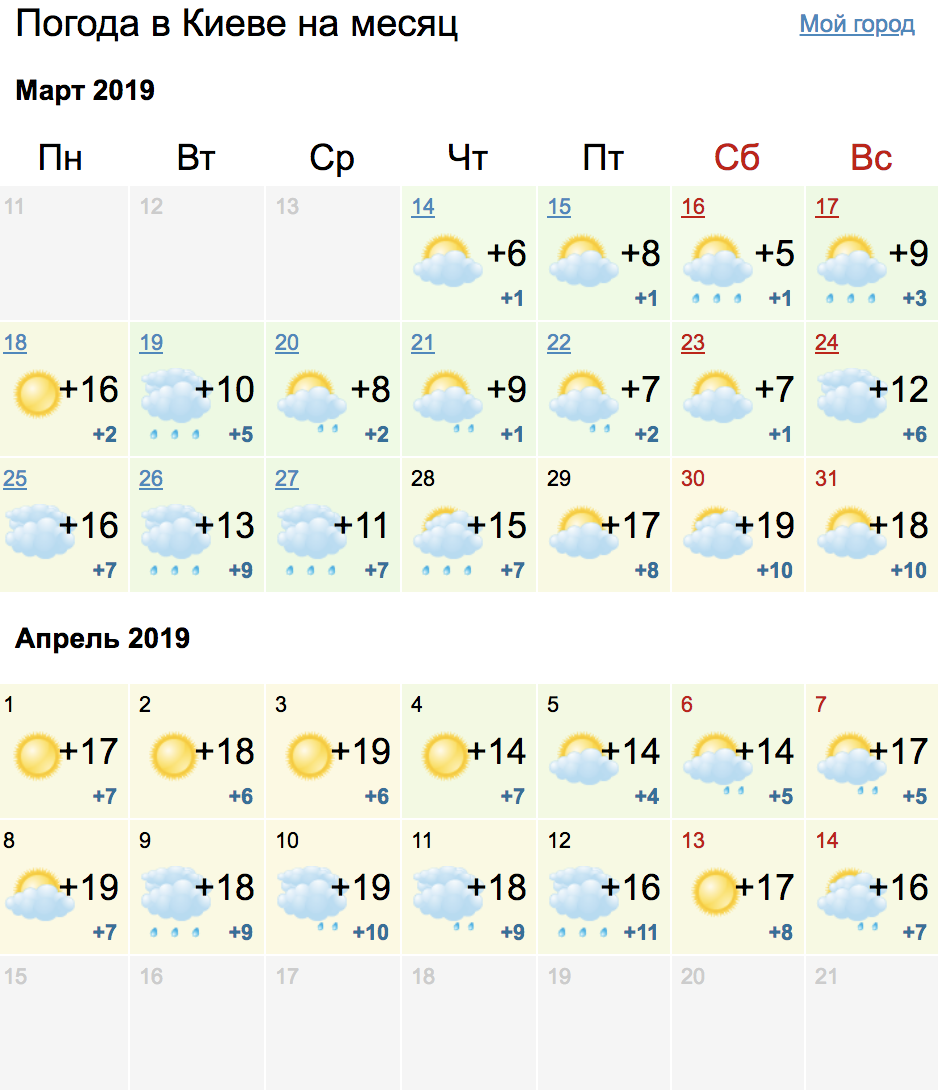 Погода в Киеве на месяц Мой город
Март 2019
Пн Вт Ср Чт Пт Сб Вс
11 12 13 14 15 16 17
+6 +8 +5 +9
+1 +1 +1 +3
18 19 20 21 22 23 24
+16 +10 +8 +9 +7 +7 +12
+2 +5 +2 +1 +2 +1 +6
25 26 27 28 29 30 31
+16 +13 +11 +15 +17 +19 +18
+7 +9 +7 +7 +8 +10 +10
Апрель 2019
1 2 3 4 5 6 7
+17 +18 +19 +14 +14 +14 +17
+7 +6 +6 +7 +4 +5 +5
8 9 10 11 12 13 14
+19 +18 +19 +18 +16 +17 +16
+7 +9 +10 +9 +11 +8 +7
15 16 17 18 19 20 21